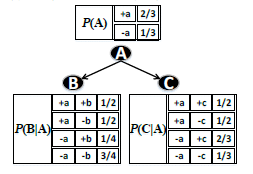 P(A)
+a 2/3
-a 1/3
A
B
C
P(B|A)
+a +b 1/2
+a -b 1/2
-a +b 1/4
-a -b 3/4
P(C|A)
+a +c 1/2
+a -c 1/2
-a +c 2/3
-a -c 1/3